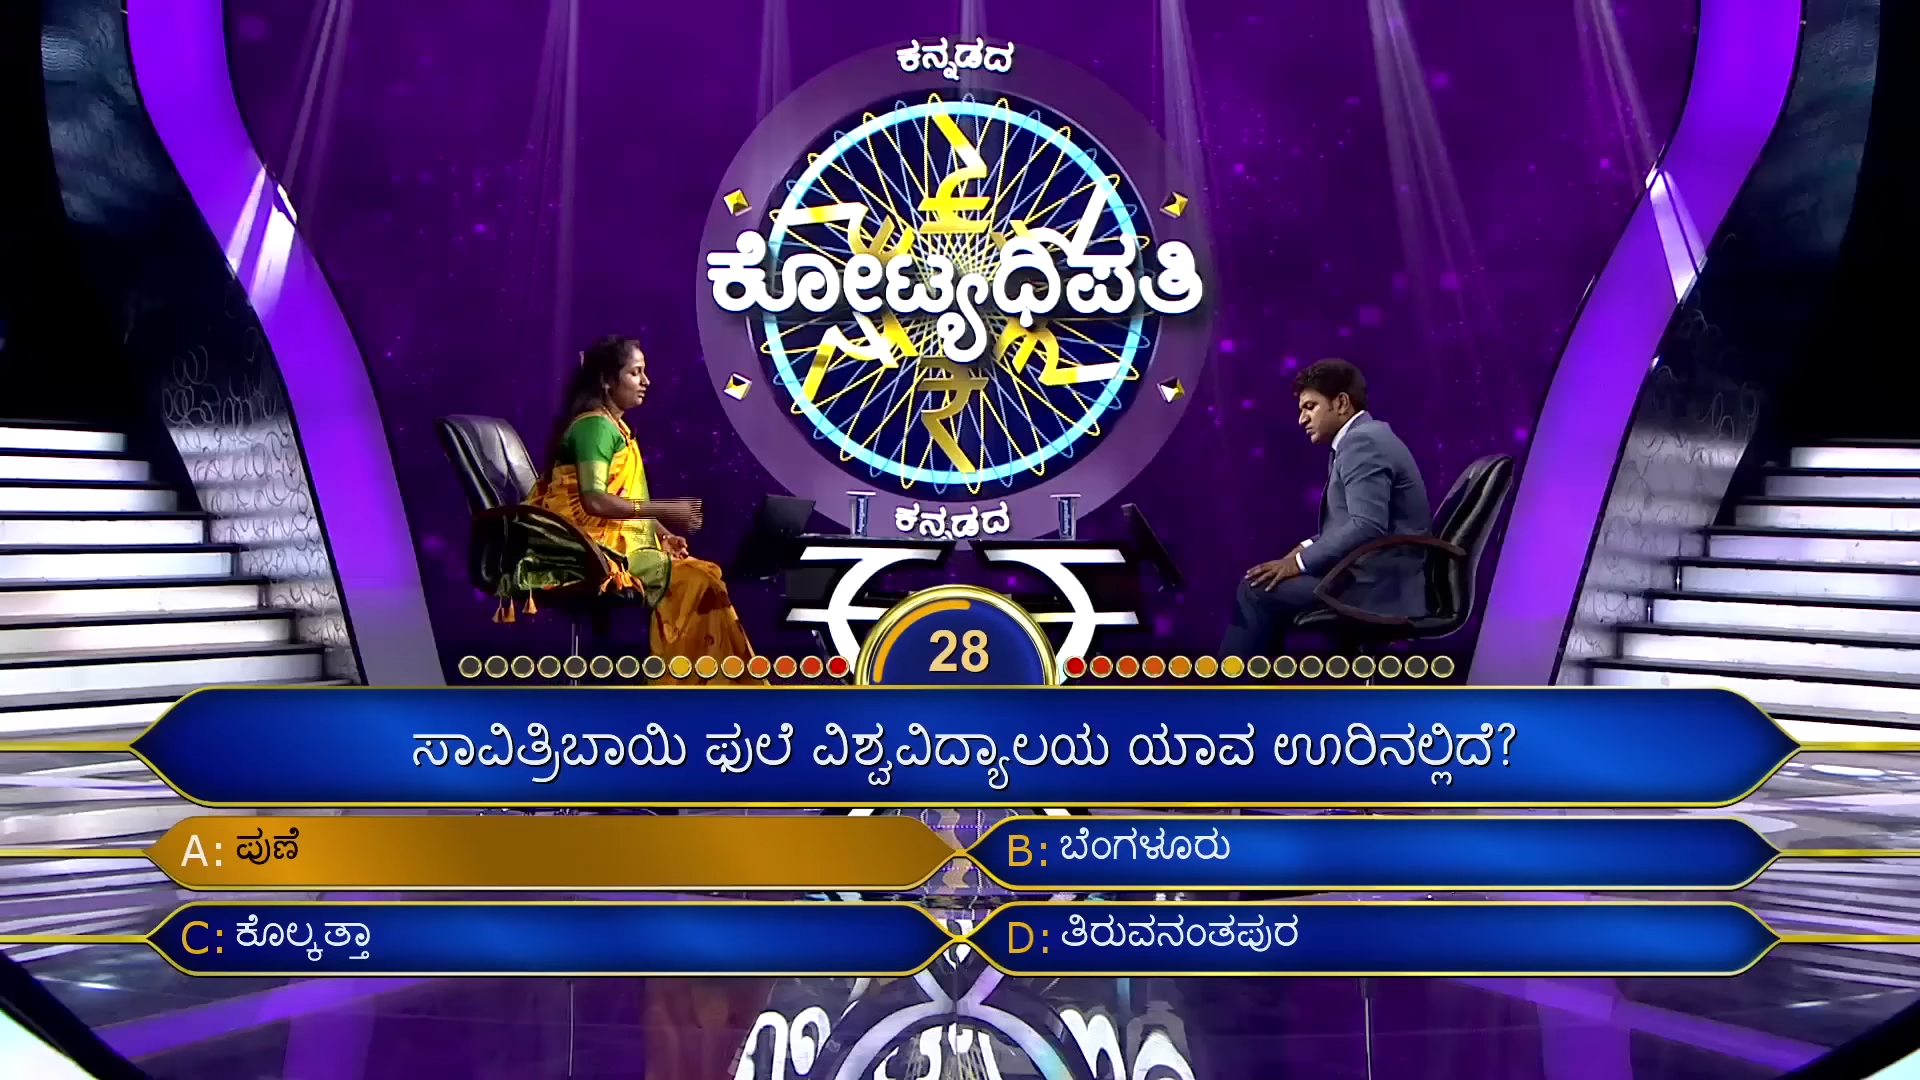 ಕನ್ನಡದ
ಕೋಟ್ಯಧಿಪತಿ
ಕನ್ನಡದ
28
ಸಾವಿತ್ರಿಬಾಯಿ ಫುಲೆ ವಿಶ್ವವಿದ್ಯಾಲಯ ಯಾವ ಊರಿನಲ್ಲಿದೆ?
A: ಪುಣೆ
B: ಬೆಂಗಳೂರು
C: ಕೊಲ್ಕತ್ತಾ
D: ತಿರುವನಂತಪುರ